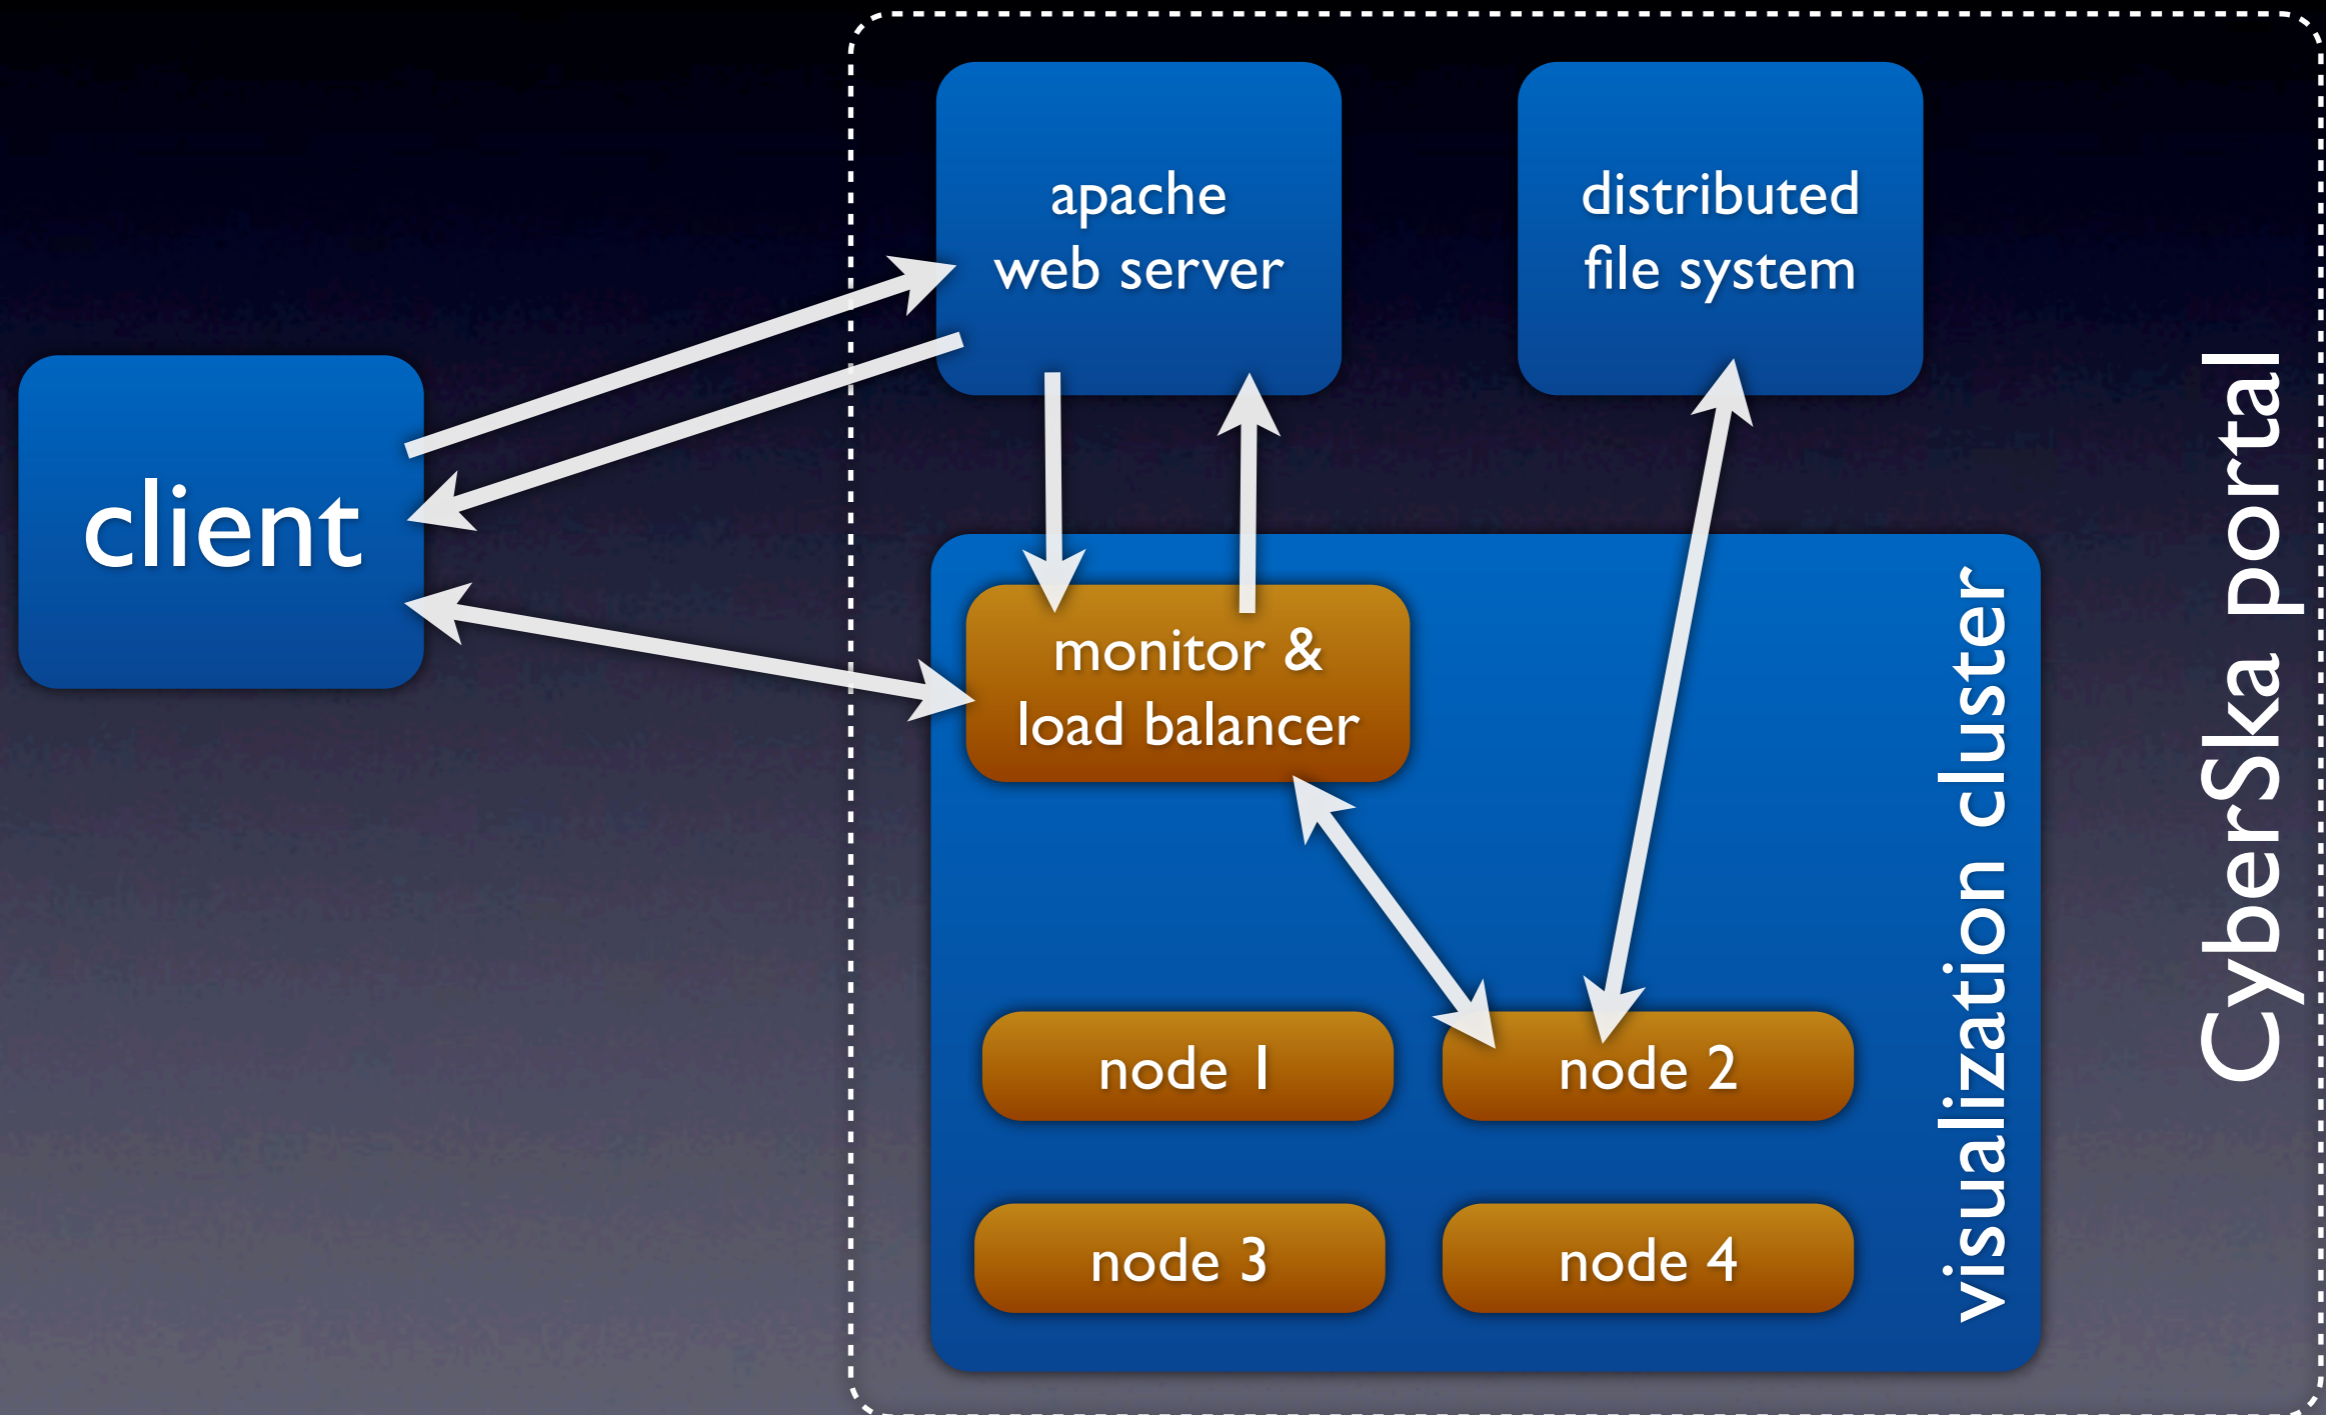 apache
web server
distributed
file system
client
monitor &
load balancer
node 1
node 2
node 3
node 4
visualization cluster
CyberSka portal